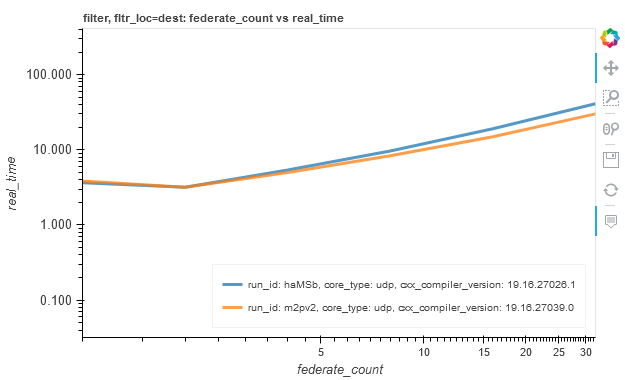 filter, fltr_loc=dest: federate_count vs real_time
100.000
10.000
1.000
0.100
real_time
run_id: haMSb, core_type: udp, cxx_compiler_version: 19.16.27026.1
run_id: m2pv2, core_type: udp, cxx_compiler_version: 19.16.27039.0
5 10 15 20 25 30
federate_count